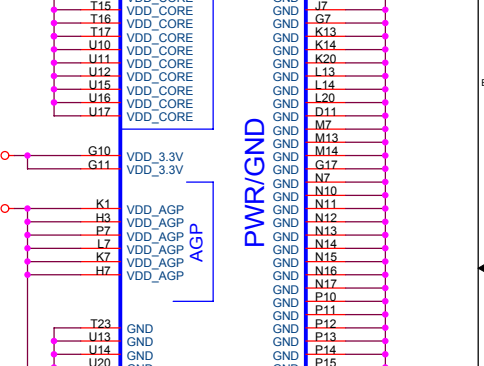 VDD_CORE
T15 VDD_CORE
T16 VDD_CORE
T17 VDD_CORE
U10 VDD_CORE
U11 VDD_CORE
U12 VDD_CORE
U15 VDD_CORE
U16 VDD_CORE
U17 VDD_CORE
G10 VDD_3.3V
G11 VDD_3.3V
K1 VDD_AGP
H3 VDD_AGP
P7 VDD_AGP
L7 VDD_AGP
K7 VDD_AGP
H7 VDD_AGP
AGP
T23 GND
U13 GND
U14 GND
U20 GND
PWR/GND
GND
GND J7
GND G7
GND K13
GND K14
GND K20
GND L13
GND L14
GND L20
GND D11
GND M7
GND M13
GND M14
GND G17
GND N7
GND N10
GND N11
GND N12
GND N13
GND N14
GND N15
GND N16
GND N17
GND P10
GND P11
GND P12
GND P13
GND P14
GND P15